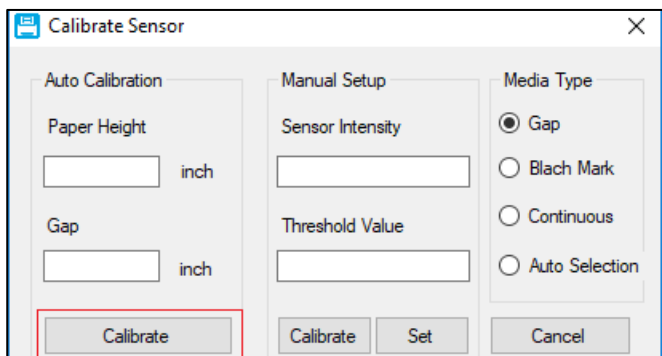 Calibrate Sensor
Auto Calibration
Paper Height
inch
Gap
inch
Calibrate
Manual Setup
Sensor Intensity
Threshold Value
Calibrate
Set
Media Type
Gap
Blach Mark
Continuous
Auto Selection
Cancel